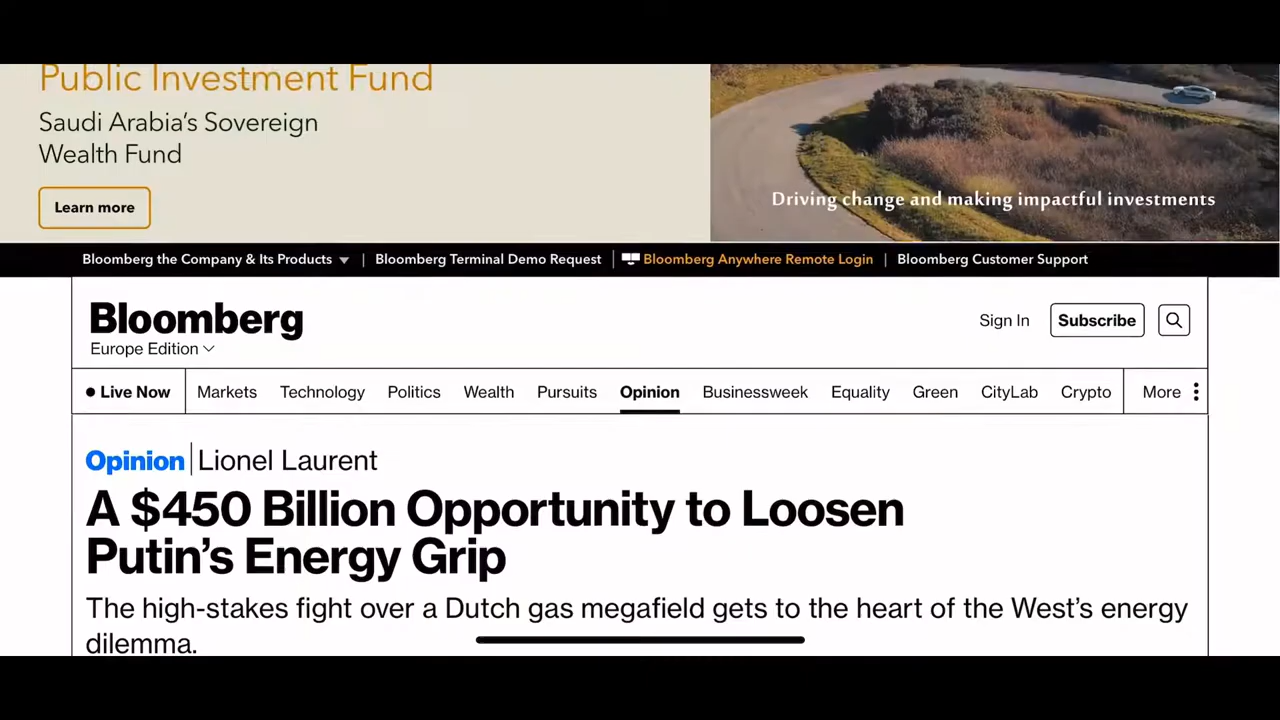 Public Investment Fund
Saudi Arabia’s Sovereign
Wealth Fund
Learn more
Driving change and making impactful investments
Bloomberg the Company & Its Products | Bloomberg Terminal Demo Request | Bloomberg Anywhere Remote Login | Bloomberg Customer Support
Bloomberg
Europe Edition
Sign In Subscribe
Live Now Markets Technology Politics Wealth Pursuits Opinion Businessweek Equality Green CityLab Crypto More
Opinion | Lionel Laurent
A $450 Billion Opportunity to Loosen
Putin’s Energy Grip
The high-stakes fight over a Dutch gas megafield gets to the heart of the West’s energy
dilemma.